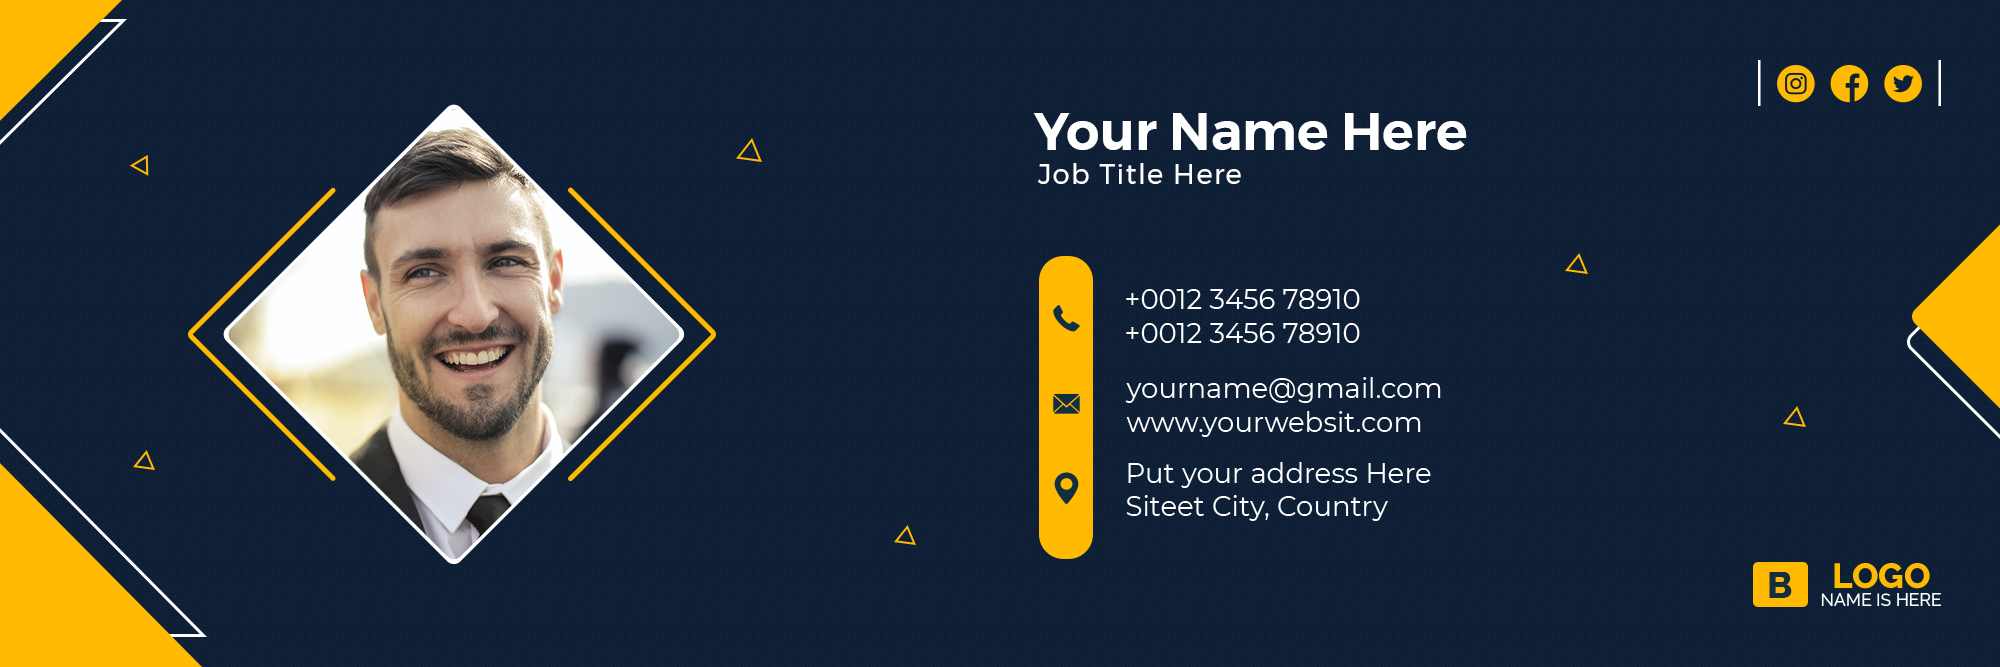 Your Name Here
Job Title Here
+0012 3456 78910
+0012 3456 78910
yourname@gmail.com
www.yourwebsit.com
Put your address Here
Siteet City, Country
B
LOGO
NAME IS HERE